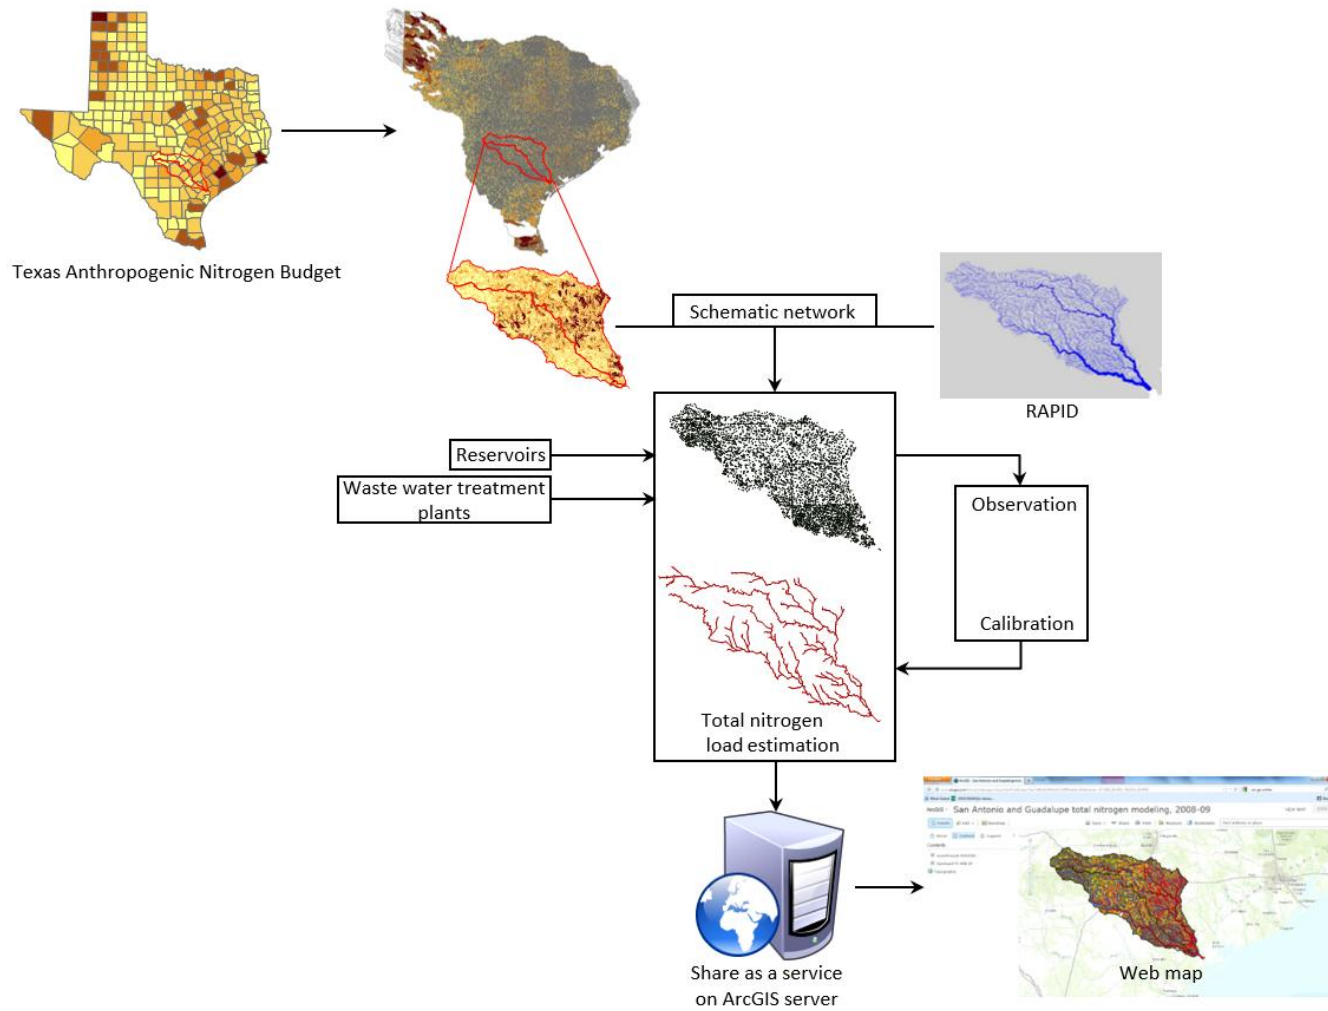 Texas Anthropogenic Nitrogen Budget
Schematic network
RAPID
Reservoirs
Waste water treatment
plants
Observation
Calibration
Total nitrogen
load estimation
San Antonio and Guadalupe total nitrogen modeling, 2008-09
Share as a service
on ArcGIS server
Web map